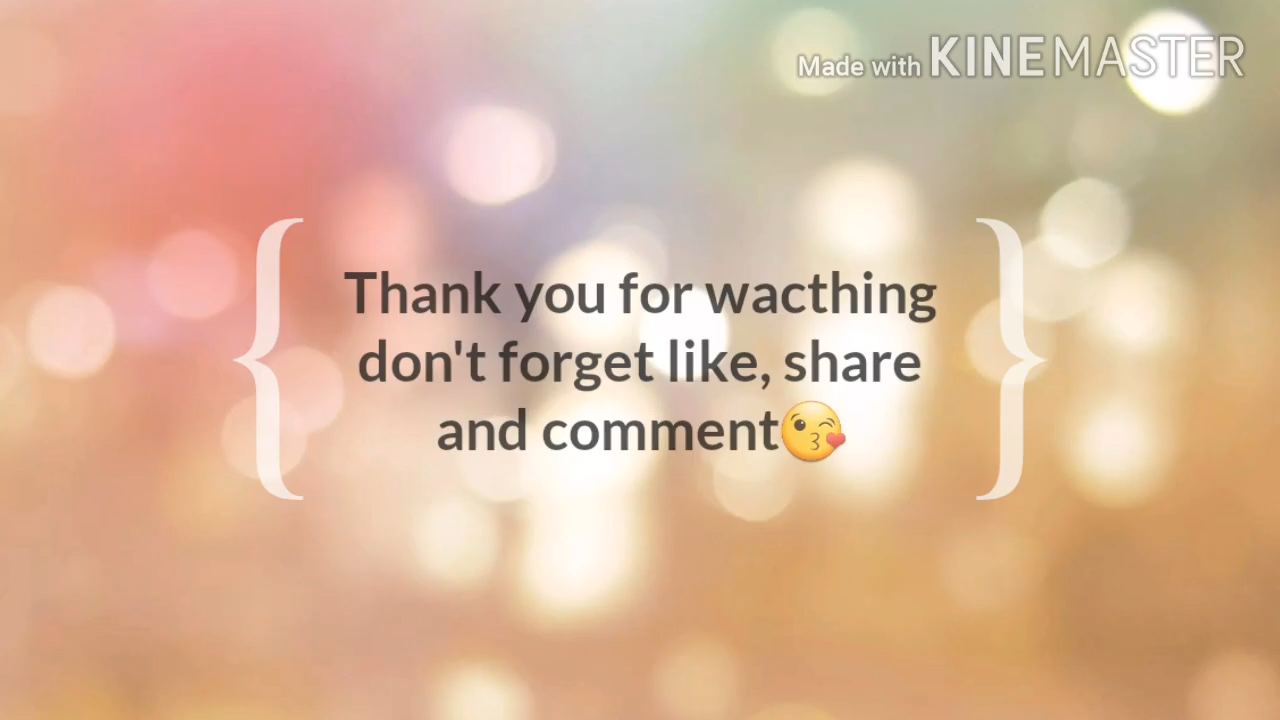 Made with KINEMASTER
Thank you for wacthing
don't forget like, share
and comment😘